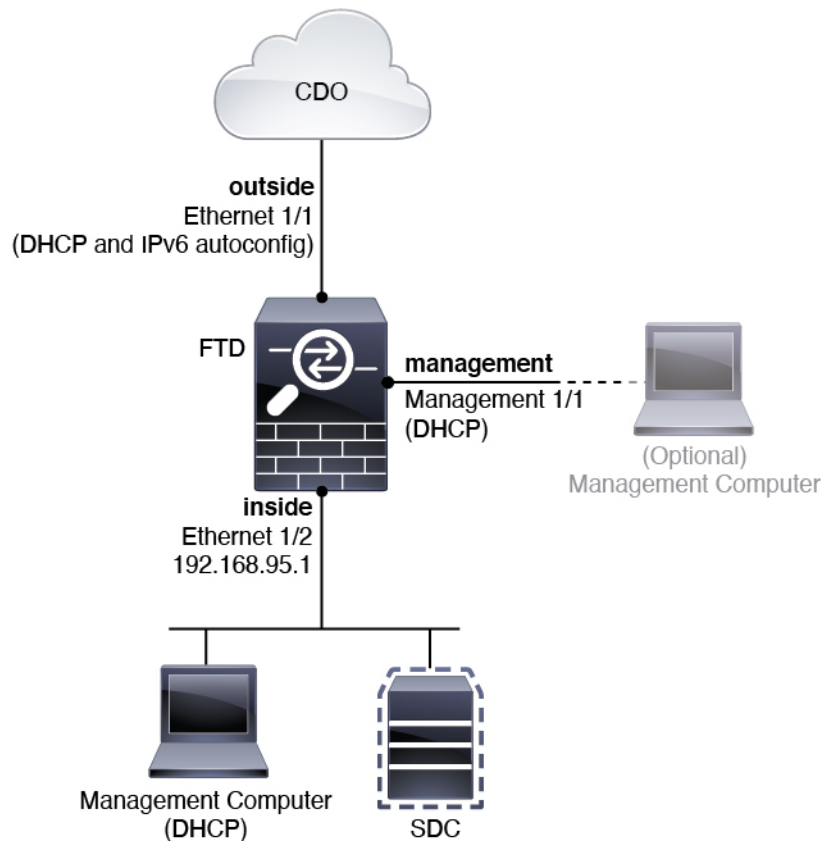 CDO
outside
Ethernet 1/1
(DHCP and IPv6 autoconfig)
FTD
management
Management 1/1
(DHCP)
(Optional)
Management Computer
inside
Ethernet 1/2
192.168.95.1
Management Computer
(DHCP)
SDC